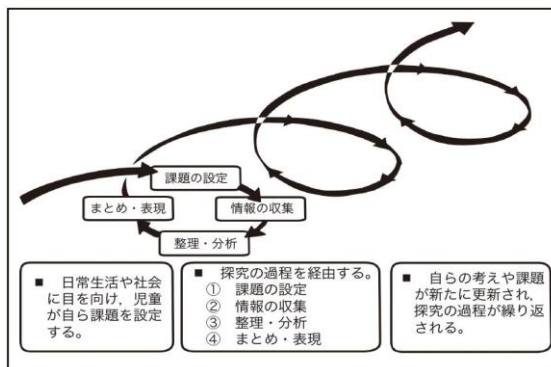 課題の設定
まとめ・表現
情報の収集
整理・分析
■ 日常生活や社会
に目を向け，児童
が自ら課題を設定
する。
■ 探究の過程を経由する。
① 課題の設定
② 情報の収集
③ 整理・分析
④ まとめ・表現
■ 自らの考えや課題
が新たに更新され，
探究の過程が繰り返
される。